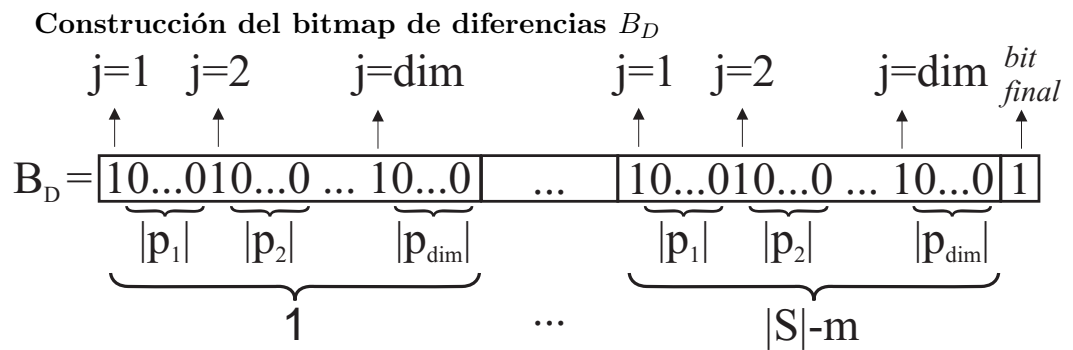 Construcción del bitmap de diferencias B_D
j=1 j=2 j=dim j=1 j=2 j=dim bit final
B_D= 10...010...0 ... 10...0 ... 10...010...0 ... 10...0 1
|p_1| |p_2| |p_dim| |p_1| |p_2| |p_dim|
1 ... |S|-m